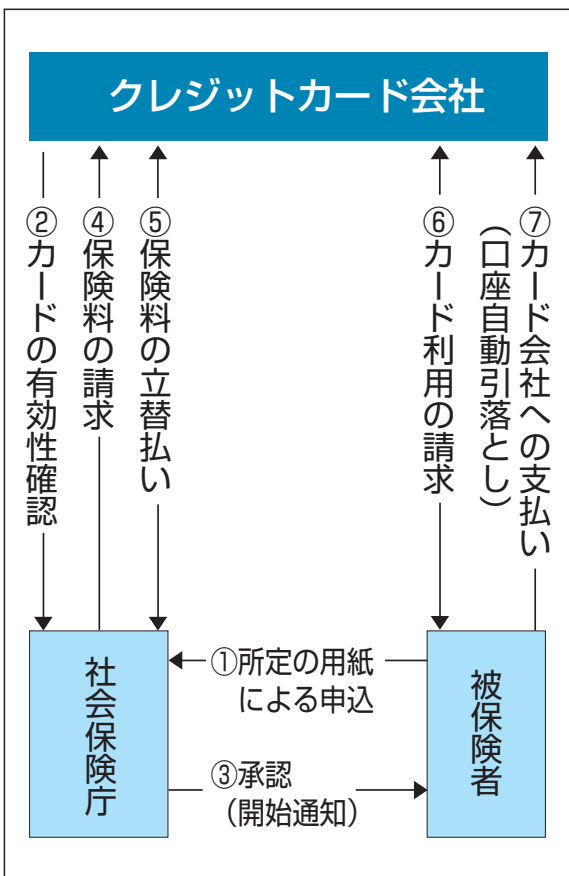 クレジットカード会社
②カードの有効性確認
④保険料の請求
⑤保険料の立替払い
⑥カード利用の請求
⑦カード会社への支払い
（口座自動引落とし）
①所定の用紙
による申込
③承認
（開始通知）
社会保険庁
被保険者